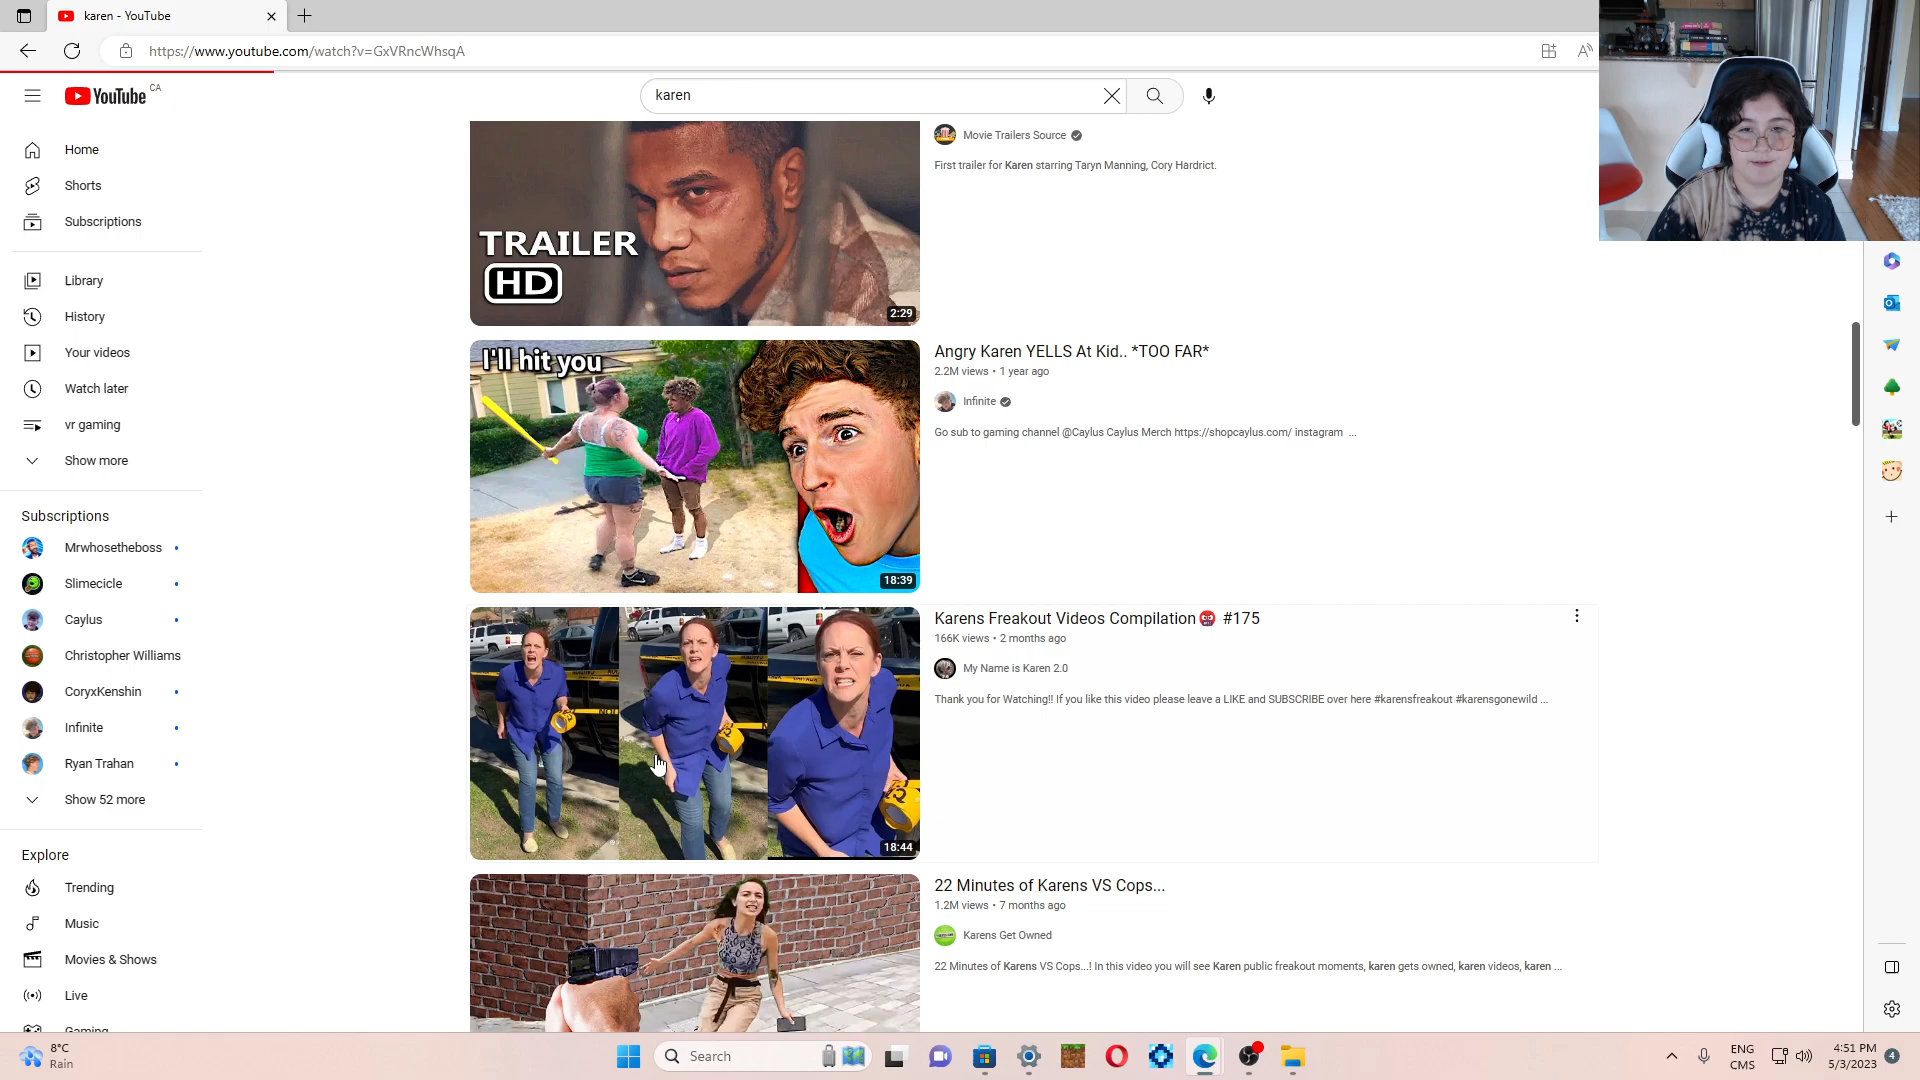 karen - YouTube
https://www.youtube.com/watch?v=GxVRncWhsqA
YouTube CA
karen
Home
Shorts
Subscriptions
Library
History
Your videos
Watch later
vr gaming
Show more
Subscriptions
Mrwhosetheboss
Slimecicle
Caylus
Christopher Williams
CoryxKenshin
Infinite
Ryan Trahan
Show 52 more
Explore
Trending
Music
Movies & Shows
Live
Gaming
TRAILER
HD
2:29
Movie Trailers Source
First trailer for Karen starring Taryn Manning, Cory Hardrict.
I'll hit you
18:39
Angry Karen YELLS At Kid.. *TOO FAR*
2.2M views • 1 year ago
Infinite
Go sub to gaming channel @Caylus Caylus Merch https://shopcaylus.com/ instagram ...
18:44
Karens Freakout Videos Compilation #175
166K views • 2 months ago
My Name is Karen 2.0
Thank you for Watching!! If you like this video please leave a LIKE and SUBSCRIBE over here #karensfreakout #karensgonewild ...
22 Minutes of Karens VS Cops...
1.2M views • 7 months ago
Karens Get Owned
22 Minutes of Karens VS Cops...! In this video you will see Karen public freakout moments, karen gets owned, karen videos, karen ...
8°C
Rain
Search
ENG
CMS
4:51 PM
5/3/2023
4